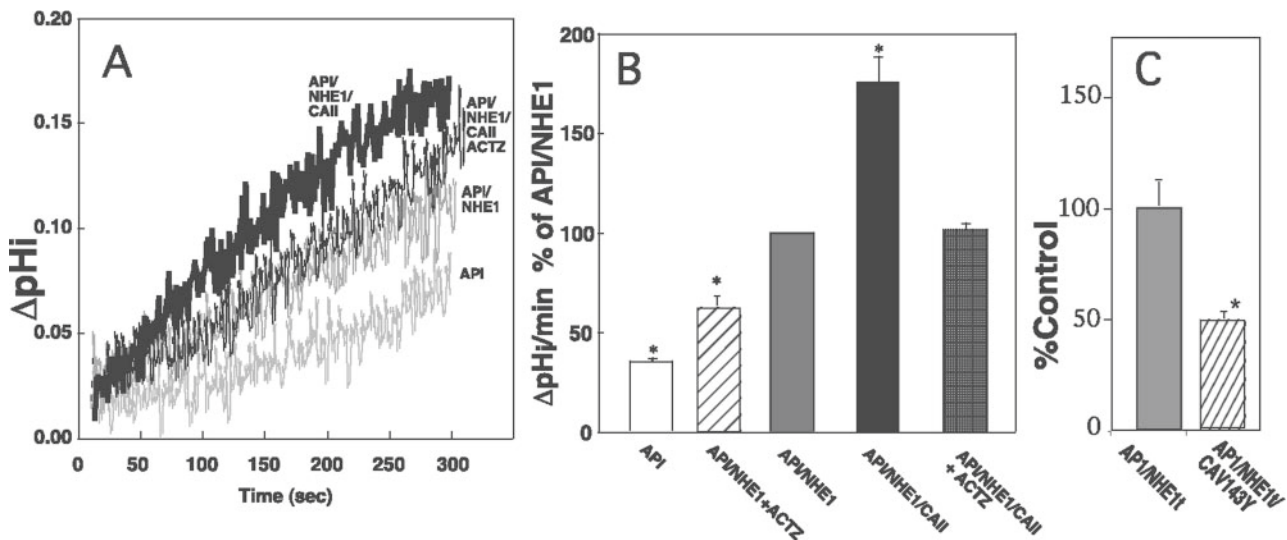 A
0.20
0.15
0.10
0.05
0.00
ΔpHi
API/
NHE1/
CAII
API/
NHE1/
CAII
ACTZ
API/
NHE1
API
0
50
100
150
200
250
300
Time (sec)
B
200
150
100
50
0
ΔpHi/min % of API/NHE1
*
*
*
API
API/NHE1+ACTZ
API/NHE1
API/NHE1/CAII
API/NHE1/CAII
+ ACTZ
C
150
100
50
0
%Control
*
AP1/NHE1t
AP1/NHE1t/
CAV143Y